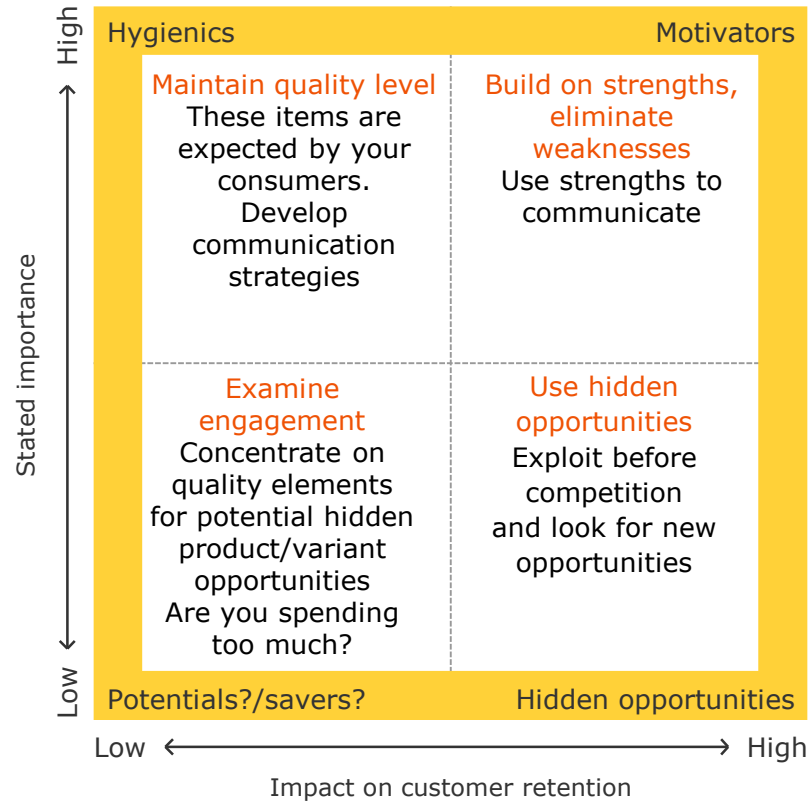 High
Hygienics
Motivators
Maintain quality level
These items are
expected by your
consumers.
Develop
communication
strategies
Build on strengths,
eliminate
weaknesses
Use strengths to
communicate
Stated importance
Examine
engagement
Concentrate on
quality elements
for potential hidden
product/variant
opportunities
Are you spending
too much?
Use hidden
opportunities
Exploit before
competition
and look for new
opportunities
Low
Potentials?/savers?
Hidden opportunities
Low
High
Impact on customer retention